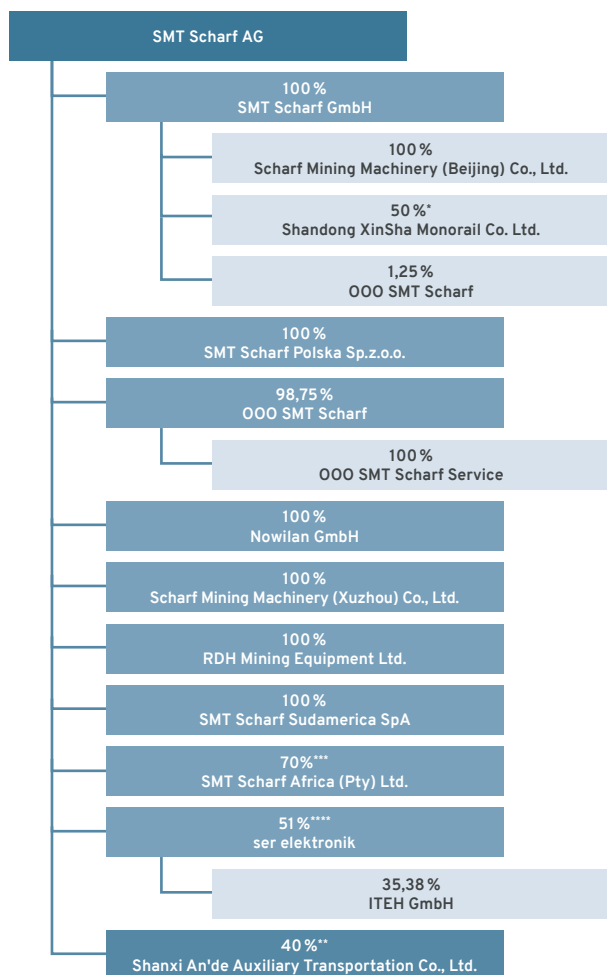 SMT Scharf AG
100 %
SMT Scharf GmbH
100 %
Scharf Mining Machinery (Beijing) Co., Ltd.
50 %*
Shandong XinSha Monorail Co. Ltd.
1,25 %
OOO SMT Scharf
100 %
SMT Scharf Polska Sp.z.o.o.
98,75 %
OOO SMT Scharf
100 %
OOO SMT Scharf Service
100 %
Nowilan GmbH
100 %
Scharf Mining Machinery (Xuzhou) Co., Ltd.
100 %
RDH Mining Equipment Ltd.
100 %
SMT Scharf Sudamerica SpA
70%***
SMT Scharf Africa (Pty) Ltd.
51 %****
ser elektronik
35,38 %
ITEH GmbH
40 %**
Shanxi An'de Auxiliary Transportation Co., Ltd.